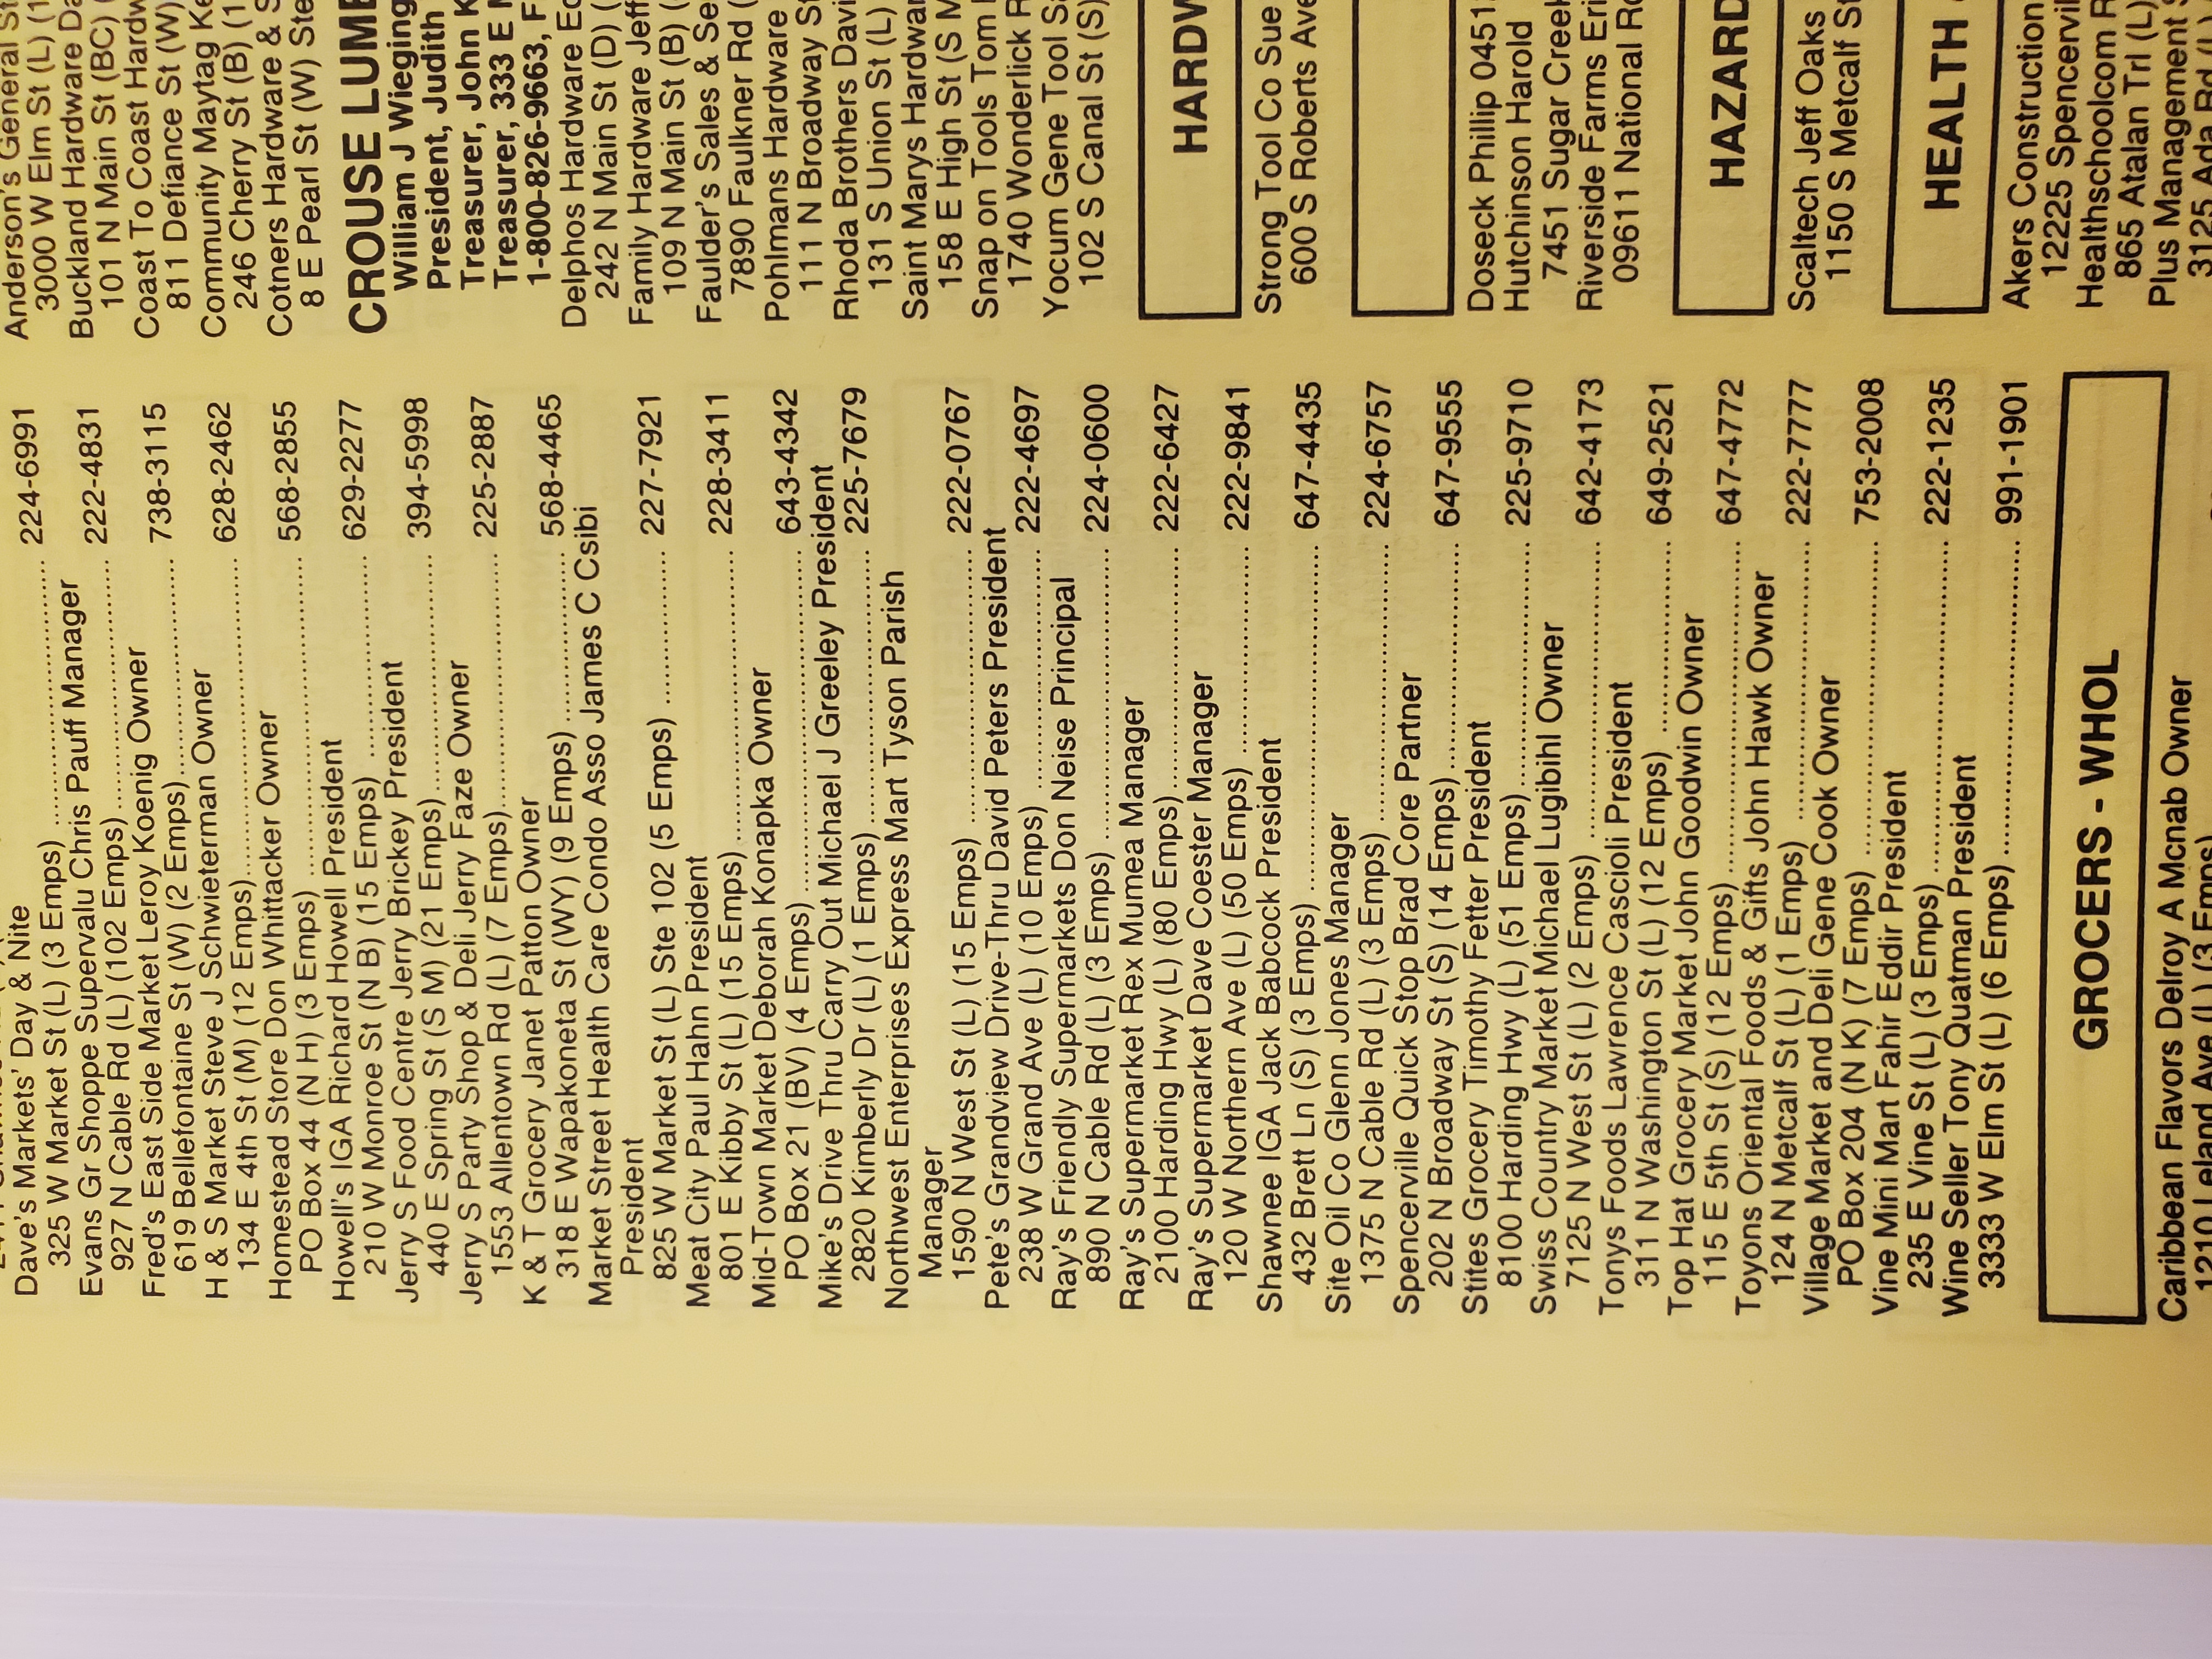 Dave's Markets' Day & Nite
325 W Market St (L) (3 Emps) .................... 224-6991
Evans Gr Shoppe Supervalu Chris Pauff Manager
927 N Cable Rd (L) (102 Emps) ................. 222-4831
Fred's East Side Market Leroy Koenig Owner
619 Bellefontaine St (W) (2 Emps) .............. 738-3115
H & S Market Steve J Schwieterman Owner
134 E 4th St (M) (12 Emps) ........................ 628-2462
Homestead Store Don Whittacker Owner
PO Box 44 (N H) (3 Emps) ........................ 568-2855
Howell's IGA Richard Howell President
210 W Monroe St (N B) (15 Emps) ............ 629-2277
Jerry S Food Centre Jerry Brickey President
440 E Spring St (S M) (21 Emps) ............... 394-5998
Jerry S Party Shop & Deli Jerry Faze Owner
1553 Allentown Rd (L) (7 Emps) ................ 225-2887
K & T Grocery Janet Patton Owner
318 E Wapakoneta St (WY) (9 Emps) ........ 568-4465
Market Street Health Care Condo Asso James C Csibi
President
825 W Market St (L) Ste 102 (5 Emps) ....... 227-7921
Meat City Paul Hahn President
801 E Kibby St (L) (15 Emps) ..................... 228-3411
Mid-Town Market Deborah Konapka Owner
PO Box 21 (BV) (4 Emps) .......................... 643-4342
Mike's Drive Thru Carry Out Michael J Greeley President
2820 Kimberly Dr (L) (1 Emps) ................... 225-7679
Northwest Enterprises Express Mart Tyson Parish
Manager
1590 N West St (L) (15 Emps) ................... 222-0767
Pete's Grandview Drive-Thru David Peters President
238 W Grand Ave (L) (10 Emps) ................ 222-4697
Ray's Friendly Supermarkets Don Neise Principal
890 N Cable Rd (L) (3 Emps) ..................... 224-0600
Ray's Supermarket Rex Mumea Manager
2100 Harding Hwy (L) (80 Emps) ............... 222-6427
Ray's Supermarket Dave Coester Manager
120 W Northern Ave (L) (50 Emps) ............ 222-9841
Shawnee IGA Jack Babcock President
432 Brett Ln (S) (3 Emps) .......................... 647-4435
Site Oil Co Glenn Jones Manager
1375 N Cable Rd (L) (3 Emps) ................... 224-6757
Spencerville Quick Stop Brad Core Partner
202 N Broadway St (S) (14 Emps) .............. 647-9555
Stites Grocery Timothy Fetter President
8100 Harding Hwy (L) (51 Emps) ................ 225-9710
Swiss Country Market Michael Lugibihl Owner
7125 N West St (L) (2 Emps) ..................... 642-4173
Tonys Foods Lawrence Cascioli President
311 N Washington St (L) (12 Emps) ........... 649-2521
Top Hat Grocery Market John Goodwin Owner
115 E 5th St (S) (12 Emps) ........................ 647-4772
Toyons Oriental Foods & Gifts John Hawk Owner
124 N Metcalf St (L) (1 Emps) .................... 222-7777
Village Market and Deli Gene Cook Owner
PO Box 204 (N K) (7 Emps) ....................... 753-2008
Vine Mini Mart Fahir Eddir President
235 E Vine St (L) (3 Emps) ........................ 222-1235
Wine Seller Tony Quatman President
3333 W Elm St (L) (6 Emps) ...................... 991-1901
GROCERS - WHOL
Caribbean Flavors Delroy A Mcnab Owner
1210 Leland Ave (L) (3 Emps)
Anderson's General St
3000 W Elm St (L) (1
Buckland Hardware Da
101 N Main St (BC) (
Coast To Coast Hardw
811 Defiance St (W)
Community Maytag Ke
246 Cherry St (B) (1
Cotners Hardware & S
8 E Pearl St (W) Ste
CROUSE LUMB
William J Wieging
President, Judith
Treasurer, John K
Treasurer, 333 E N
1-800-826-9663, F
Delphos Hardware Ed
242 N Main St (D) (
Family Hardware Jeff
109 N Main St (B) (
Faulder's Sales & Se
7890 Faulkner Rd (
Pohlmans Hardware
111 N Broadway St
Rhoda Brothers Davi
131 S Union St (L)
Saint Marys Hardwar
158 E High St (S M
Snap on Tools Tom
1740 Wonderlick R
Yocum Gene Tool Sa
102 S Canal St (S)
HARDW
Strong Tool Co Sue
600 S Roberts Ave
Doseck Phillip 0451
Hutchinson Harold
7451 Sugar Creek
Riverside Farms Eri
09611 National Ro
HAZARD
Scaltech Jeff Oaks
1150 S Metcalf St
HEALTH
Akers Construction
12225 Spencervil
Healthschoolcom R
865 Atalan Trl (L)
Plus Management
3125 Ada Rd (L)